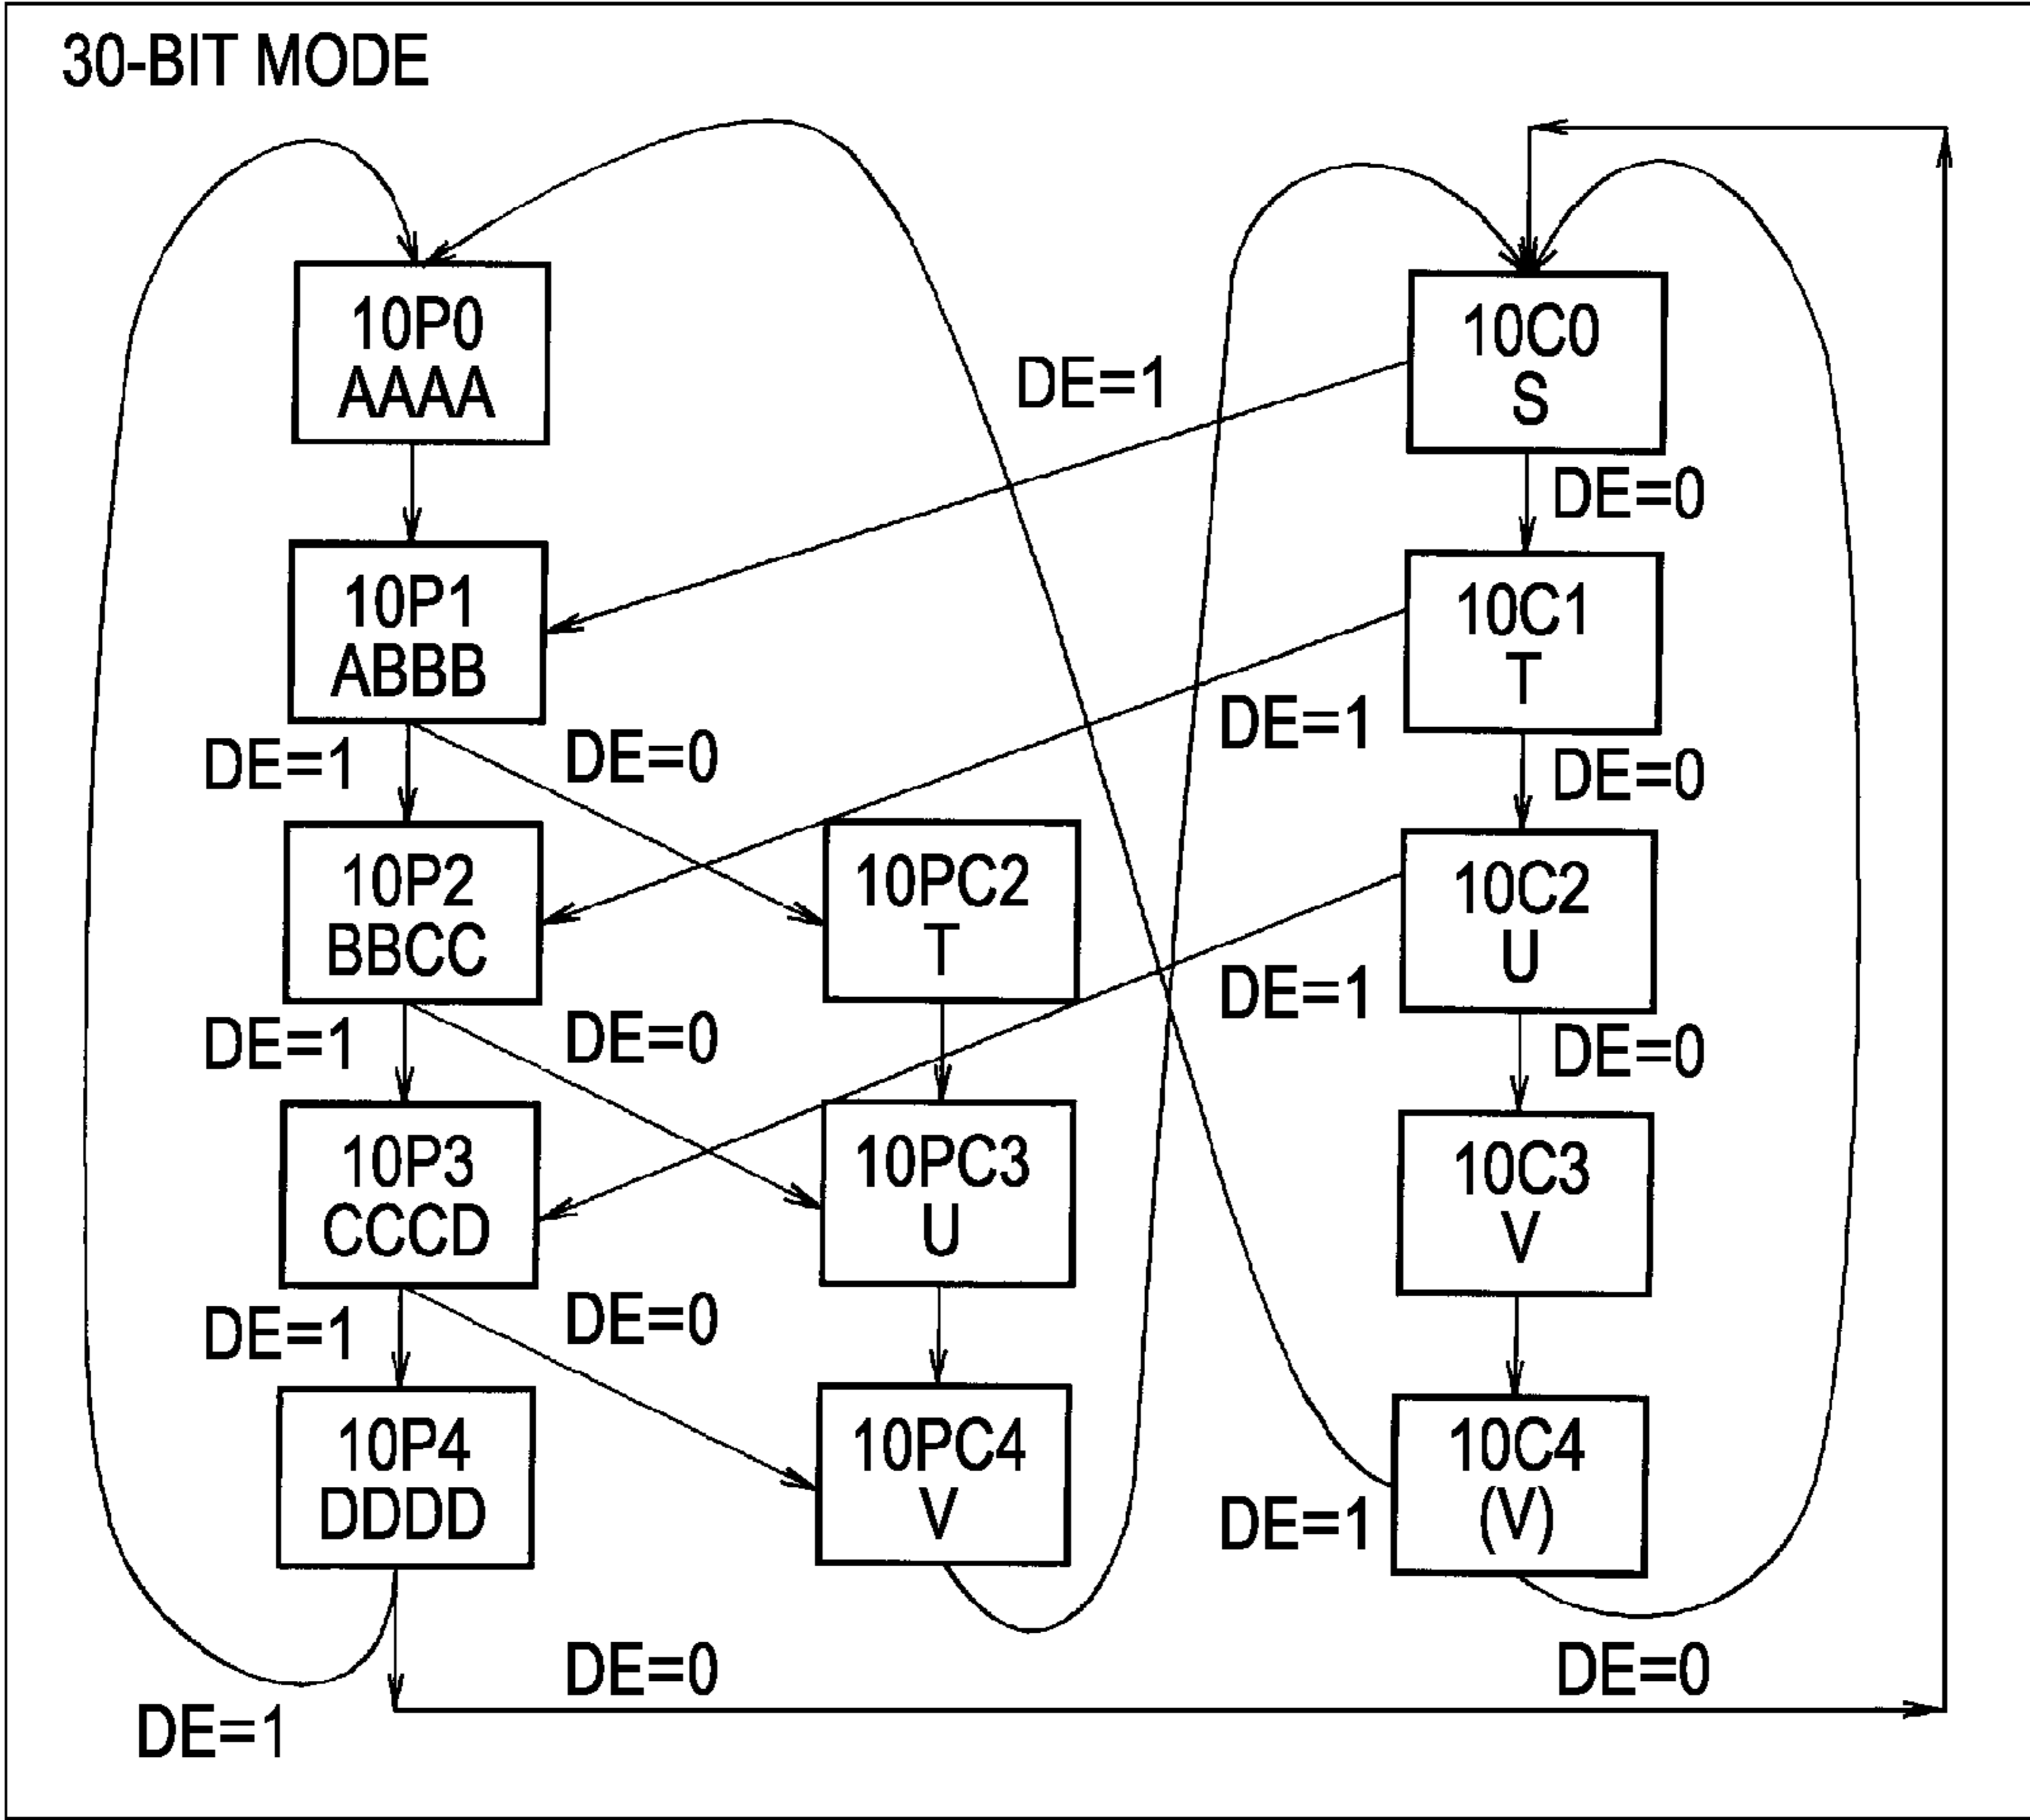 30-BIT MODE
10P0
AAAA
10C0
S
DE=1
DE=0
10P1
ABBB
10C1
T
DE=1
DE=0
DE=1
DE=0
10P2
BBCC
10PC2
T
10C2
U
DE=1
DE=0
DE=1
DE=0
10P3
CCCD
10PC3
U
10C3
V
DE=1
DE=0
10P4
DDDD
10PC4
V
10C4
(V)
DE=1
DE=0
DE=0
DE=1